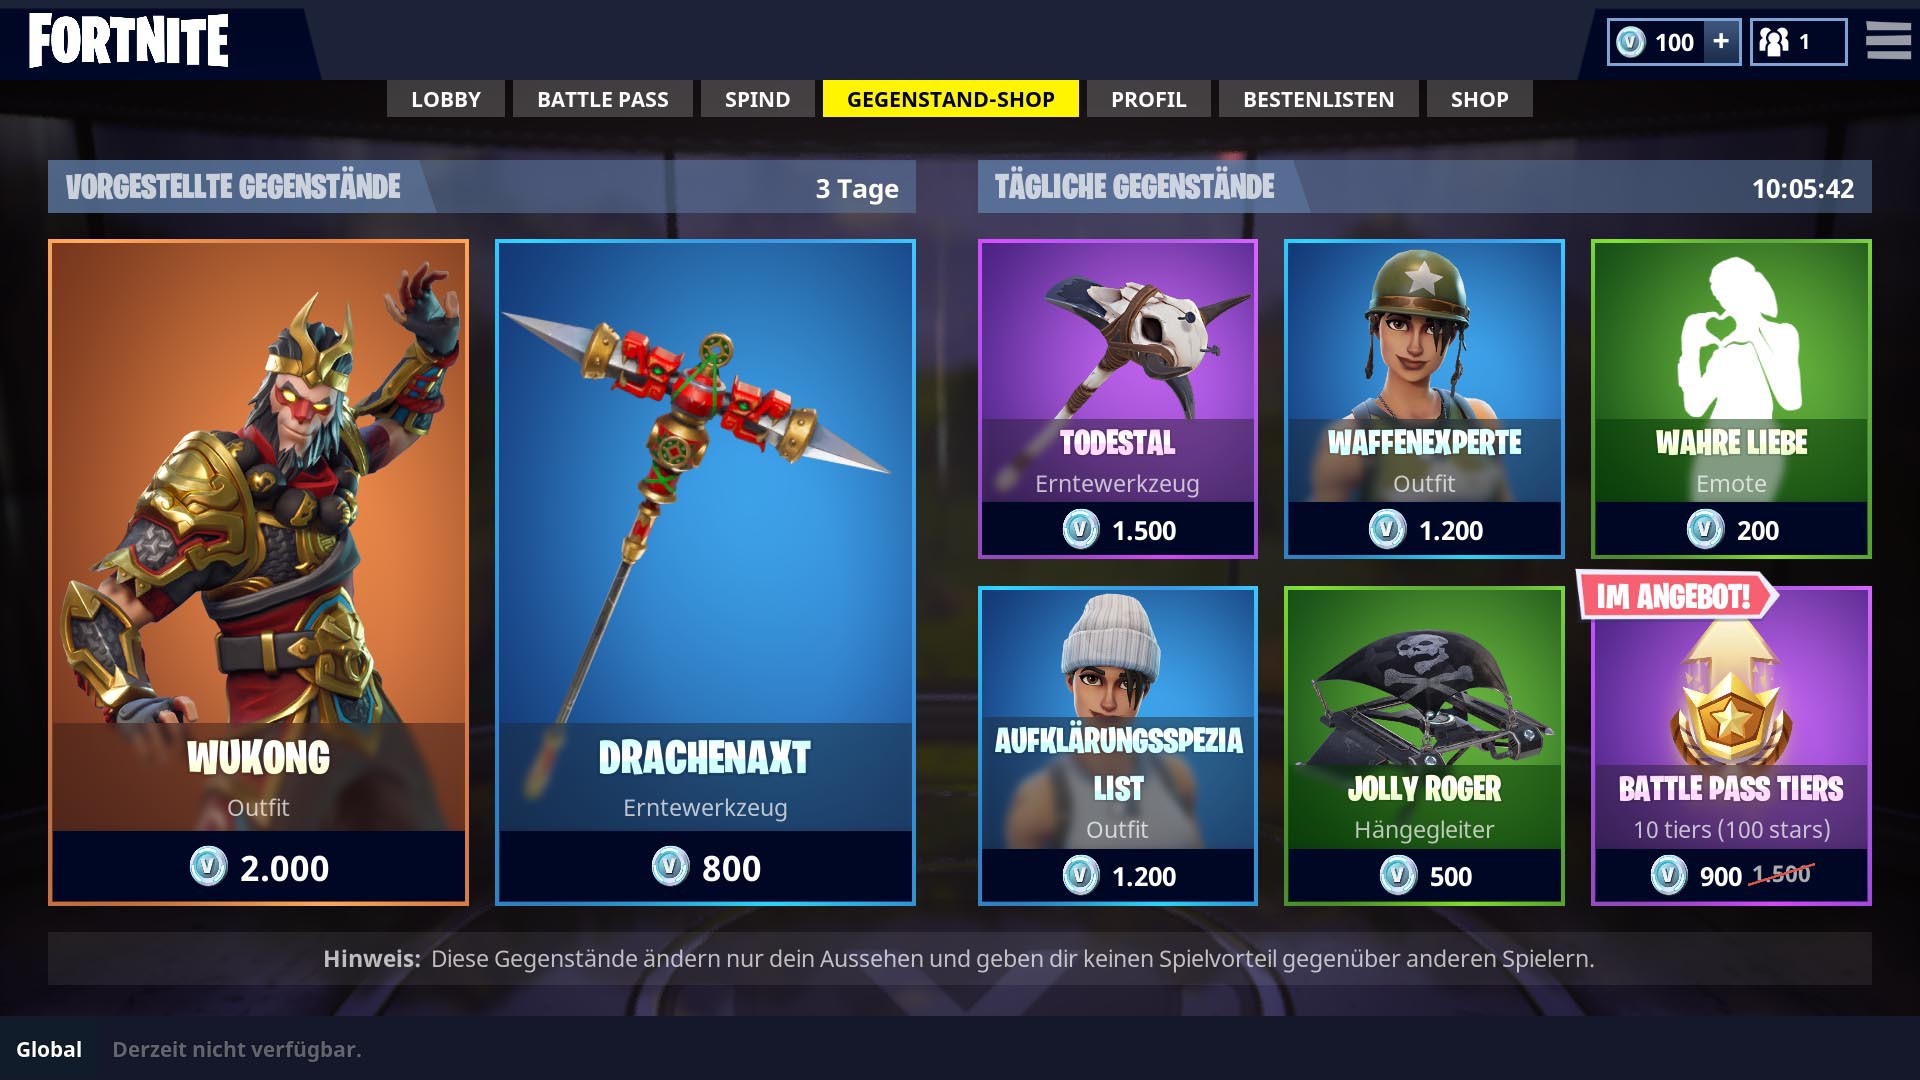 FORTNITE
100 +
1
LOBBY
BATTLE PASS
SPIND
GEGENSTAND-SHOP
PROFIL
BESTENLISTEN
SHOP
VORGESTELLTE GEGENSTÄNDE
3 Tage
WUKONG
Outfit
V 2.000
DRACHENAXT
Erntewerkzeug
V 800
TÄGLICHE GEGENSTÄNDE
10:05:42
TODESTAL
Erntewerkzeug
V 1.500
WAFFENEXPERTE
Outfit
V 1.200
WAHRE LIEBE
Emote
V 200
AUFKLÄRUNGSSPEZIA
LIST
Outfit
V 1.200
JOLLY ROGER
Hängegleiter
V 500
IM ANGEBOT!
BATTLE PASS TIERS
10 tiers (100 stars)
V 900 1.500
Hinweis: Diese Gegenstände ändern nur dein Aussehen und geben dir keinen Spielvorteil gegenüber anderen Spielern.
Global
Derzeit nicht verfügbar.